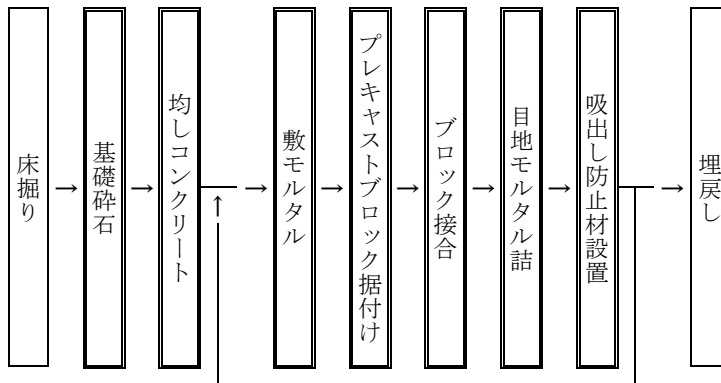 床掘り
基礎砕石
均しコンクリート
敷モルタル
プレキャストブロック据付け
ブロック接合
目地モルタル詰
吸出し防止材設置
埋戻し